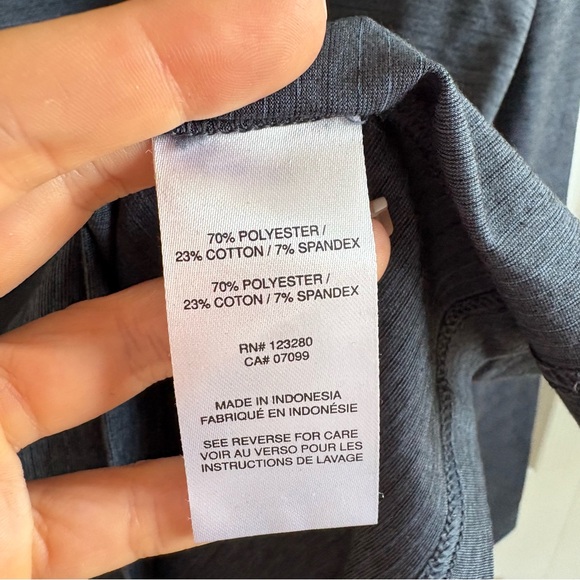 70% POLYESTER /
23% COTTON / 7% SPANDEX
70% POLYESTER /
23% COTON / 7% SPANDEX
RN# 123280
CA# 07099
MADE IN INDONESIA
FABRIQUÉ EN INDONÉSIE
SEE REVERSE FOR CARE
VOIR AU VERSO POUR LES
INSTRUCTIONS DE LAVAGE